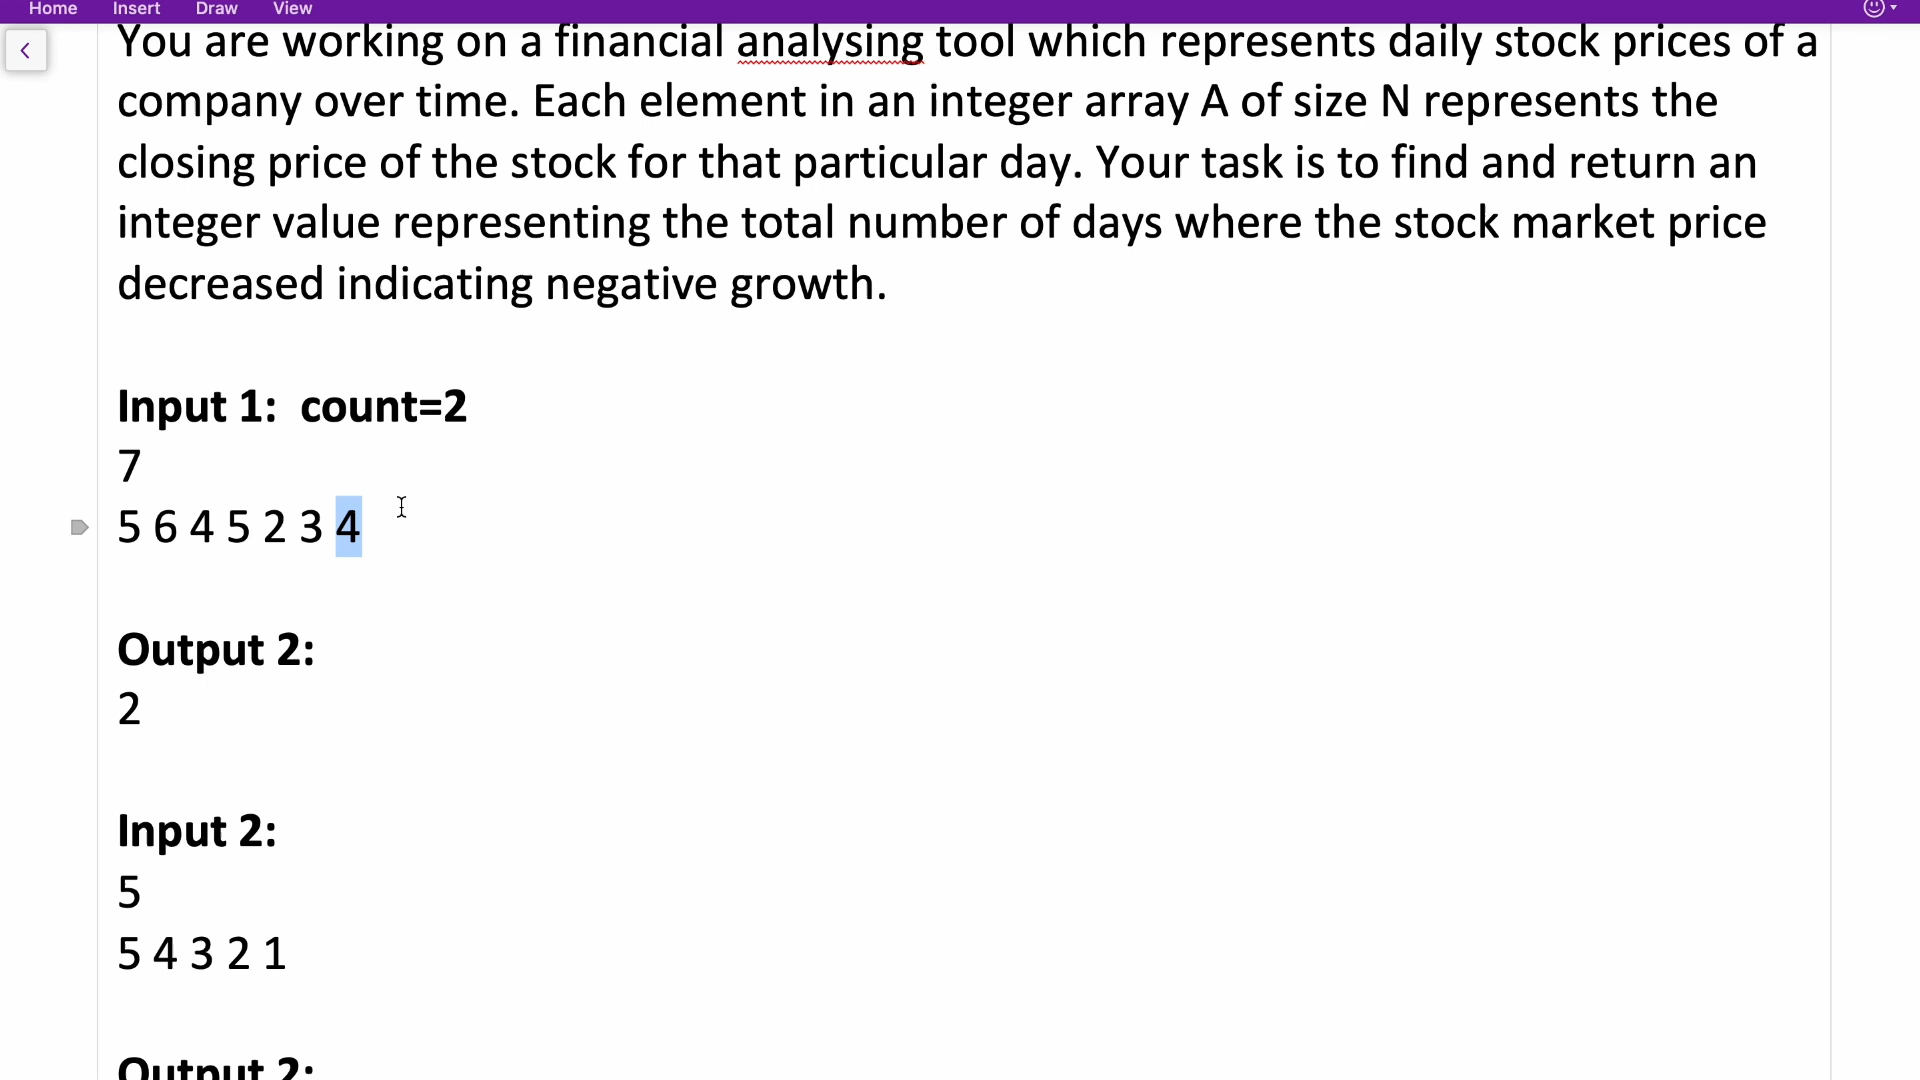 Home Insert Draw View
You are working on a financial analysing tool which represents daily stock prices of a
company over time. Each element in an integer array A of size N represents the
closing price of the stock for that particular day. Your task is to find and return an
integer value representing the total number of days where the stock market price
decreased indicating negative growth.
Input 1: count=2
7
5 6 4 5 2 3 4
Output 2:
2
Input 2:
5
5 4 3 2 1
Output 2: